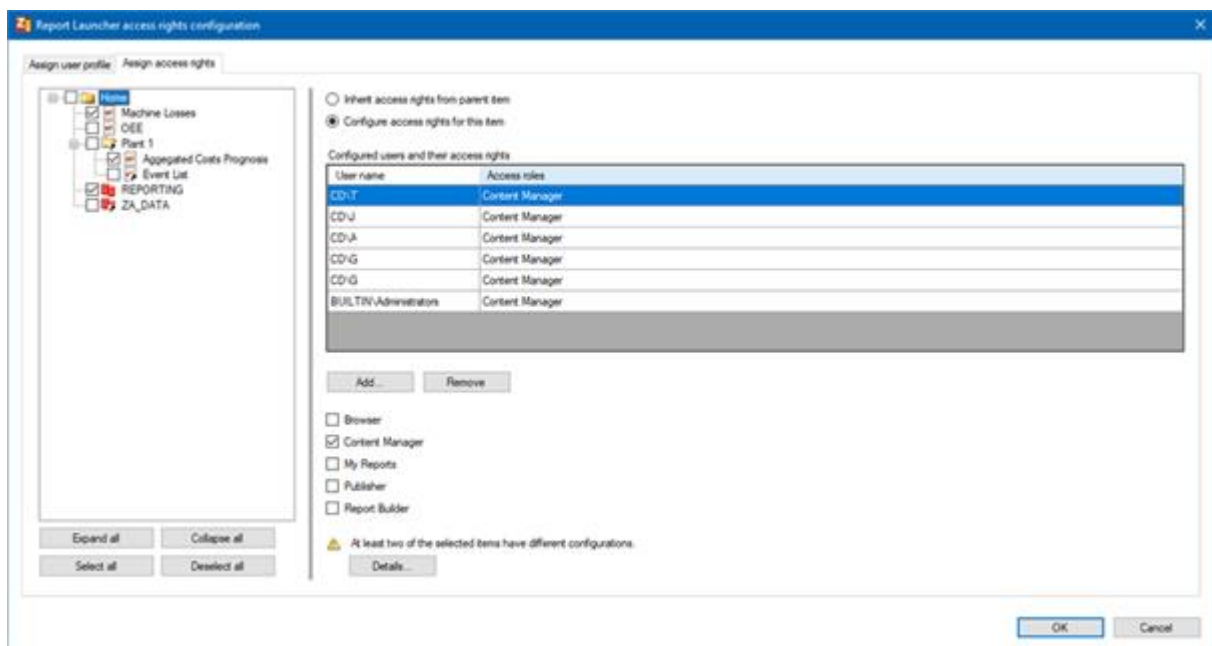 Report Launcher access rights configuration
Assign user profile Assign access rights
Home
Machine Losses
OEE
Plant 1
Aggegated Costs Prognosis
Event List
REPORTING
ZA_DATA
Expand all Collapse all
Select all Deselect all
Inherit access rights from parent item
Configure access rights for this item
Configured users and their access rights
User name Access roles
CD\T Content Manager
CD\J Content Manager
CD\A Content Manager
CD\G Content Manager
CD\G Content Manager
BUILTIN\Administrators Content Manager
Add... Remove
Browser
Content Manager
My Reports
Publisher
Report Builder
At least two of the selected items have different configurations.
Details...
OK Cancel